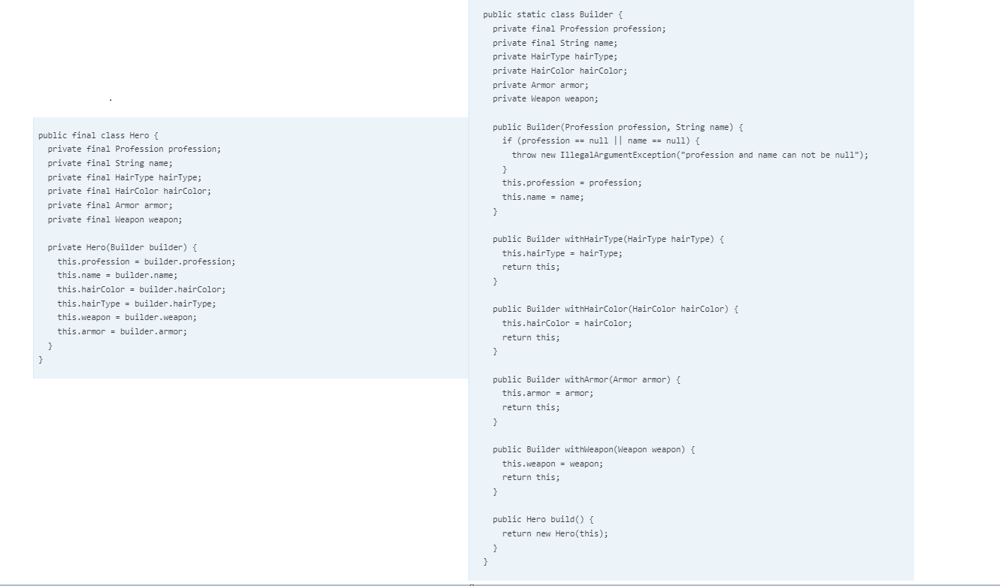 public final class Hero {
  private final Profession profession;
  private final String name;
  private final HairType hairType;
  private final HairColor hairColor;
  private final Armor armor;
  private final Weapon weapon;

  private Hero(Builder builder) {
    this.profession = builder.profession;
    this.name = builder.name;
    this.hairColor = builder.hairColor;
    this.hairType = builder.hairType;
    this.weapon = builder.weapon;
    this.armor = builder.armor;
  }
}
public static class Builder {
  private final Profession profession;
  private final String name;
  private HairType hairType;
  private HairColor hairColor;
  private Armor armor;
  private Weapon weapon;

  public Builder(Profession profession, String name) {
    if (profession == null || name == null) {
      throw new IllegalArgumentException("profession and name can not be null");
    }
    this.profession = profession;
    this.name = name;
  }

  public Builder withHairType(HairType hairType) {
    this.hairType = hairType;
    return this;
  }

  public Builder withHairColor(HairColor hairColor) {
    this.hairColor = hairColor;
    return this;
  }

  public Builder withArmor(Armor armor) {
    this.armor = armor;
    return this;
  }

  public Builder withWeapon(Weapon weapon) {
    this.weapon = weapon;
    return this;
  }

  public Hero build() {
    return new Hero(this);
  }
}